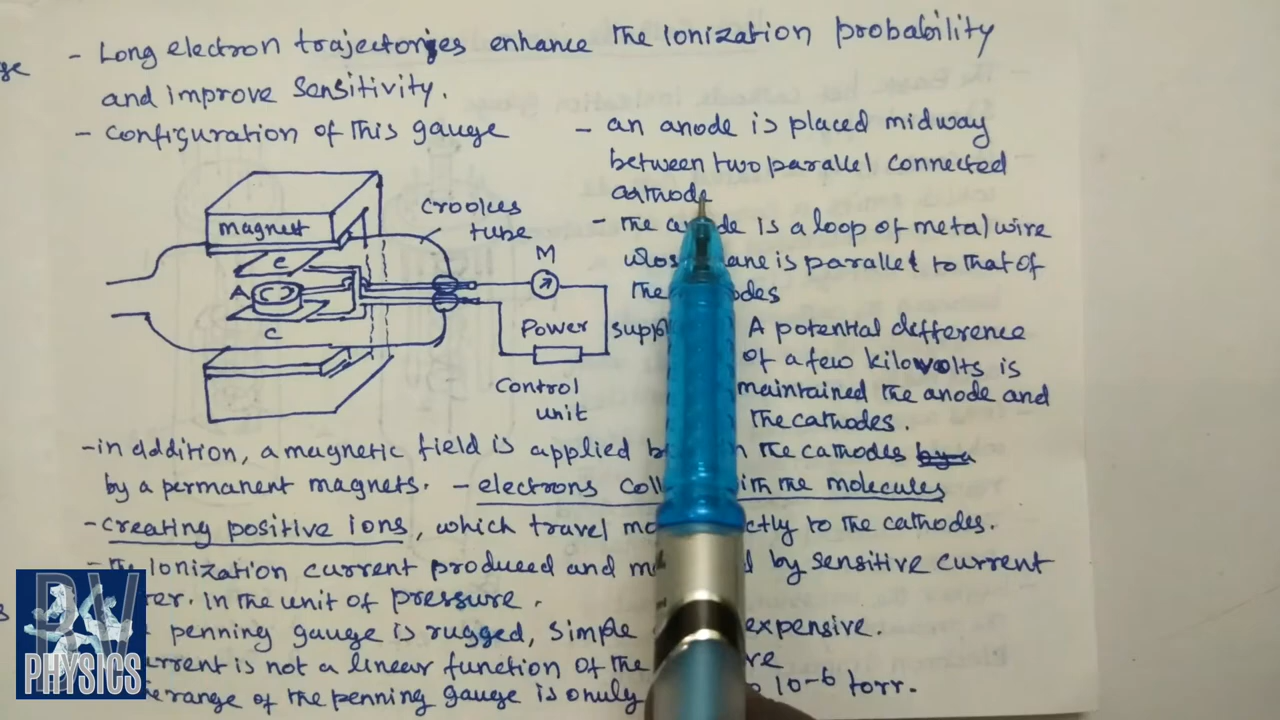 ge
- Long electron trajectories enhance the ionization probability
and improve sensitivity.
- configuration of this gauge
- an anode is placed midway
between two parallel connected
cathode
- the anode is a loop of metal wire
plane is parallel to that of
the
magnet
crookes
tube
C
A
C
M
Power
control
unit
A potential difference
of a few kilovolts is
maintained the anode and
the cathodes.
- in addition, a magnetic field is applied the cathodes
by a permanent magnets. - electrons with the molecules
- creating positive ions, which travel to the cathodes.
ionization current produced and by sensitive current
In the unit of pressure.
s
penning gauge is rugged, simple expensive.
is not a linear function of the
range of the penning gauge is onuly 10-6 torr.
BV
PHYSICS